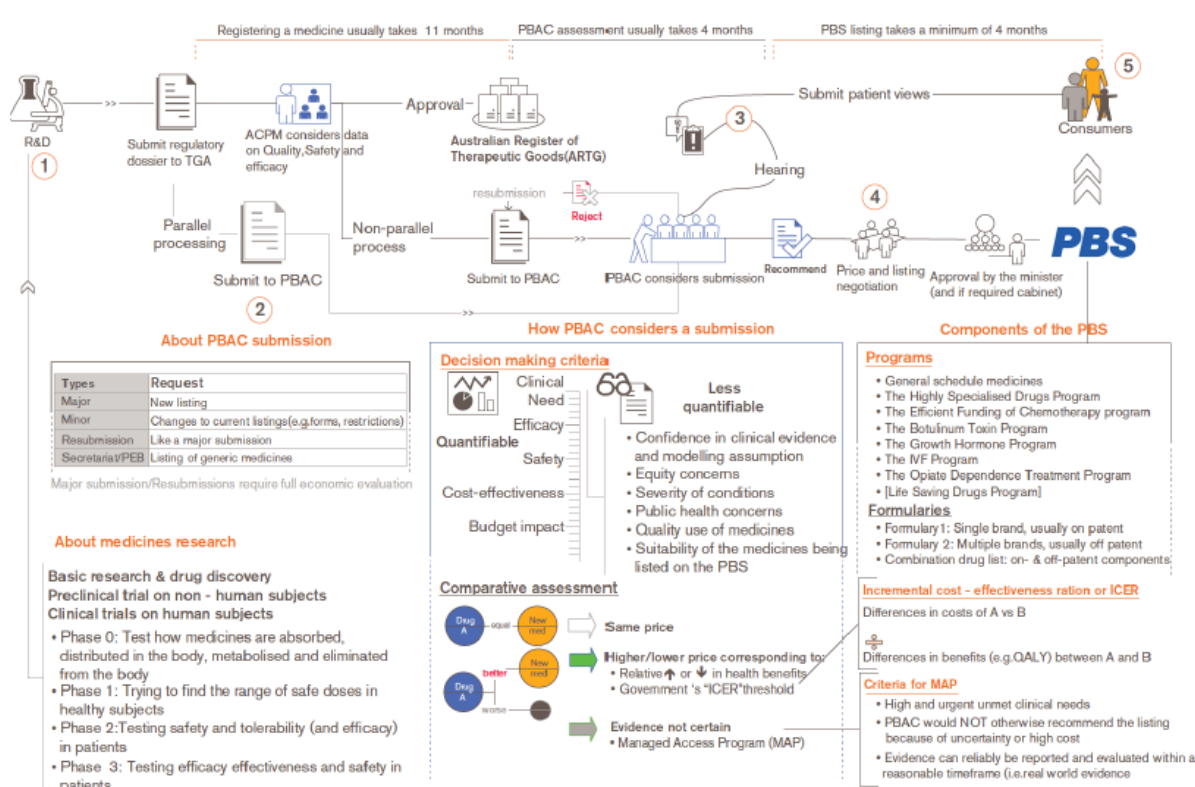 Registering a medicine usually takes 11 months
PBAC assessment usually takes 4 months
PBS listing takes a minimum of 4 months
R&D
1
Submit regulatory
dossier to TGA
ACPM considers data
on Quality,Safety and
efficacy
Approval
Australian Register of
Therapeutic Goods(ARTG)
3
Submit patient views
5
Consumers
Hearing
resubmission
Reject
Parallel
processing
Submit to PBAC
2
Non-parallel
process
Submit to PBAC
PBAC considers submission
Recommend
4
Price and listing
negotiation
Approval by the minister
(and if required cabinet)
PBS
About PBAC submission
Types Request
Major New listing
Minor Changes to current listings(e.g.forms, restrictions)
Resubmission Like a major submission
Secretariat/PEB Listing of generic medicines
Major submission/Resubmissions require full economic evaluation
About medicines research
Basic research & drug discovery
Preclinical trial on non - human subjects
Clinical trials on human subjects
• Phase 0: Test how medicines are absorbed,
distributed in the body, metabolised and eliminated
from the body
• Phase 1: Trying to find the range of safe doses in
healthy subjects
• Phase 2:Testing safety and tolerability (and efficacy)
in patients
• Phase 3: Testing efficacy effectiveness and safety in
patients
How PBAC considers a submission
Decision making criteria
Quantifiable
Clinical
Need
Efficacy
Safety
Cost-effectiveness
Budget impact
Less
quantifiable
• Confidence in clinical evidence
and modelling assumption
• Equity concerns
• Severity of conditions
• Public health concerns
• Quality use of medicines
• Suitability of the medicines being
listed on the PBS
Comparative assessment
Drug
A
equal
New
med
Same price
Drug
A
better
New
med
worse
Higher/lower price corresponding to:
• Relative ↑ or ↓ in health benefits
• Government 's "ICER"threshold
Evidence not certain
• Managed Access Program (MAP)
Components of the PBS
Programs
• General schedule medicines
• The Highly Specialised Drugs Program
• The Efficient Funding of Chemotherapy program
• The Botulinum Toxin Program
• The Growth Hormone Program
• The IVF Program
• The Opiate Dependence Treatment Program
• [Life Saving Drugs Program]
Formularies
• Formulary1: Single brand, usually on patent
• Formulary 2: Multiple brands, usually off patent
• Combination drug list: on- & off-patent components
Incremental cost - effectiveness ration or ICER
Differences in costs of A vs B
÷
Differences in benefits (e.g.QALY) between A and B
Criteria for MAP
• High and urgent unmet clinical needs
• PBAC would NOT otherwise recommend the listing
because of uncertainty or high cost
• Evidence can reliably be reported and evaluated within a
reasonable timeframe (i.e.real world evidence